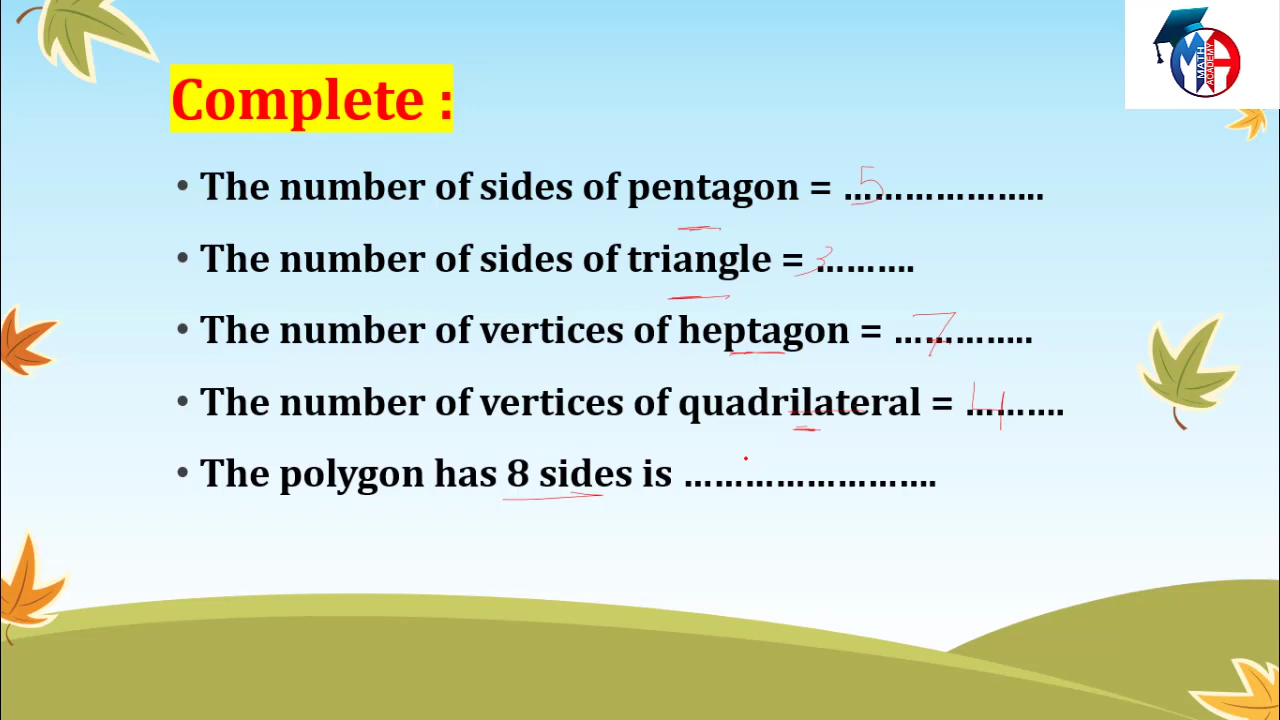 MATH ACADEMY
Complete :
• The number of sides of pentagon = ...5.....................
• The number of sides of triangle = 3..........
• The number of vertices of heptagon = ...7............
• The number of vertices of quadrilateral = 4..........
• The polygon has 8 sides is .........................